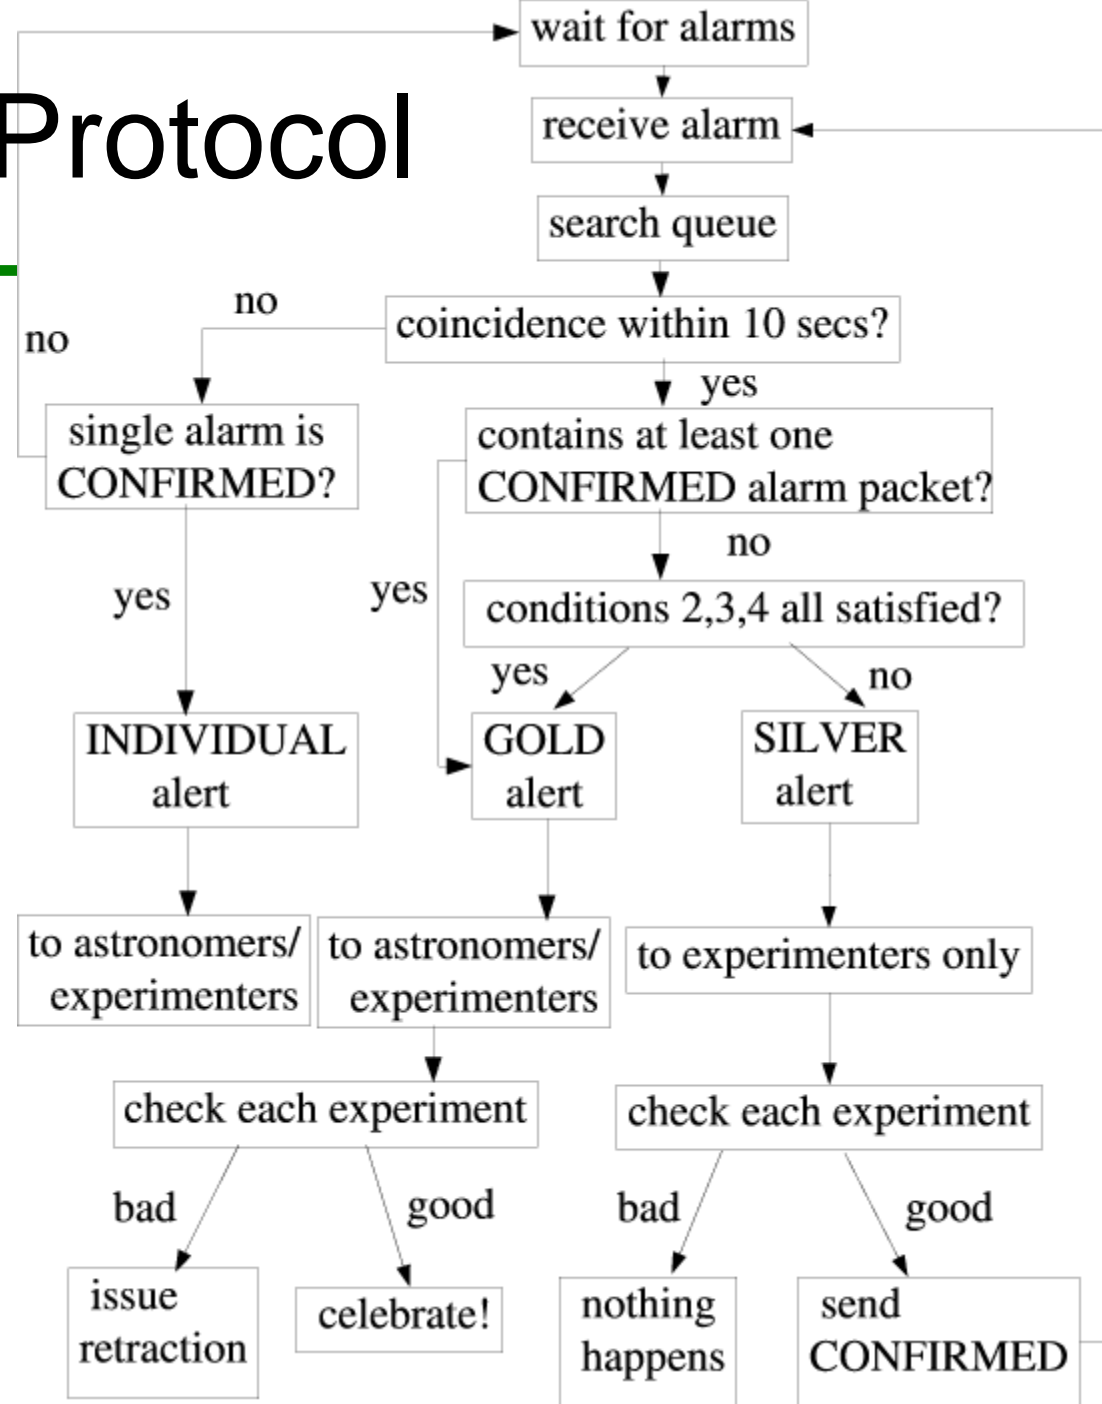 wait for alarms
Protocol
receive alarm
search queue
no
coincidence within 10 secs?
no
yes
single alarm is
CONFIRMED?
contains at least one
CONFIRMED alarm packet?
no
yes
yes
conditions 2,3,4 all satisfied?
yes
no
INDIVIDUAL
alert
GOLD
alert
SILVER
alert
to astronomers/
experimenters
to astronomers/
experimenters
to experimenters only
check each experiment
check each experiment
bad
good
bad
good
issue
retraction
celebrate!
nothing
happens
send
CONFIRMED